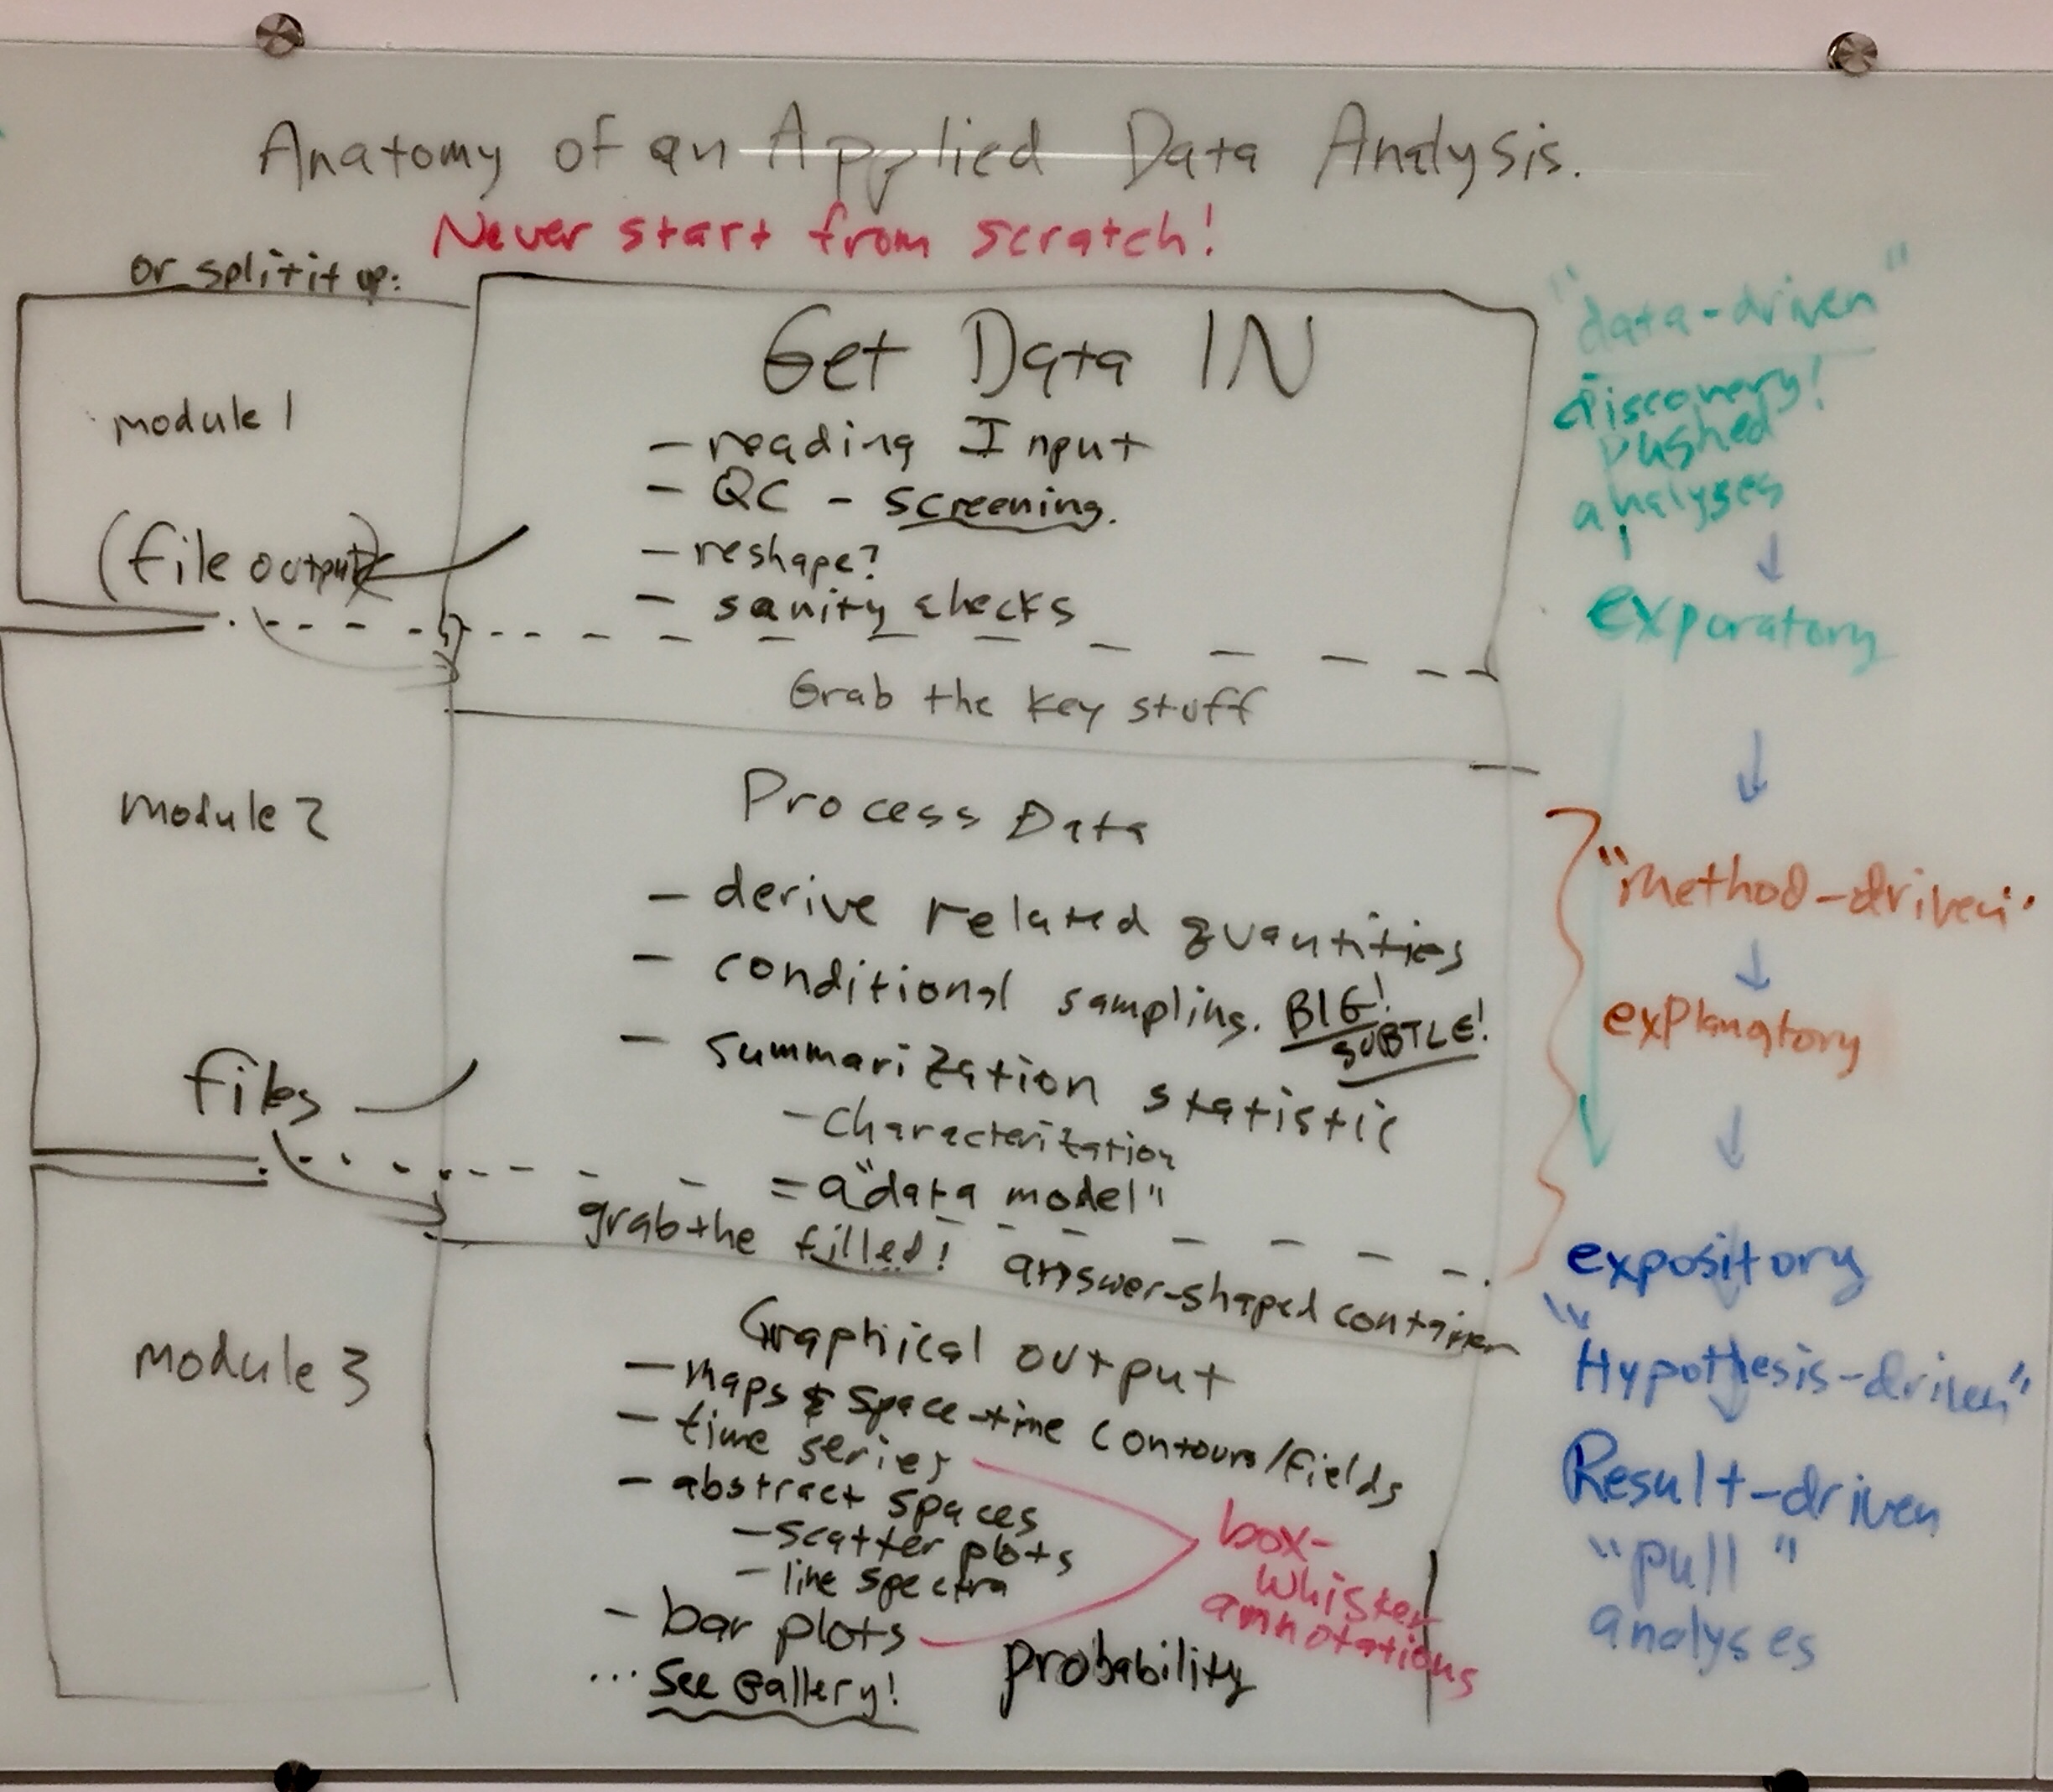 Anatomy of an Applied Data Analysis.
Never start from scratch!
or split it up:
module 1
(file output)
module 2
files
module 3
Get Data IN
- reading Input
- QC - screening.
- reshape?
- sanity checks
Grab the key stuff
Process Data
- derive related quantities
- conditional sampling. BIG!
SUBTLE!
- summarization statistic
- characterization
= a "data model"
grab the filled! answer-shaped container
Graphical output
- maps & space-time contours/fields
- time series
- abstract spaces
- scatter plots
- line spectra
- bar plots
... see Gallery!
probability
box-
whisker
annotations
"data-driven"
discovery!
pushed
analyses
exporatory
"method-driven"
explanatory
expository
"Hypothesis-driven"
Result-driven
"pull"
analyses